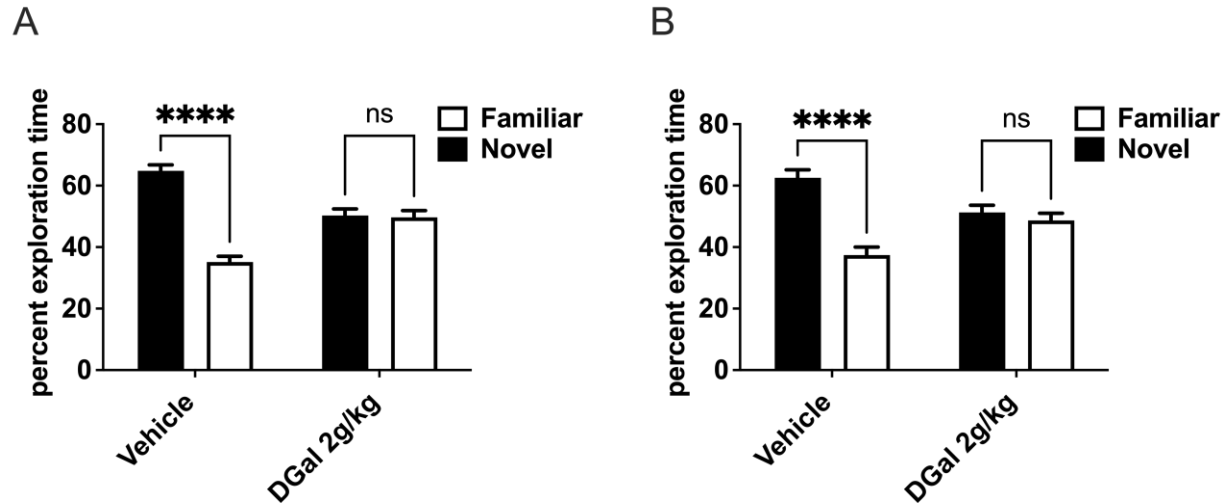 A
percent exploration time
80
60
40
20
0
****
ns
Familiar
Novel
Vehicle
DGal 2g/kg
B
percent exploration time
80
60
40
20
0
****
ns
Familiar
Novel
Vehicle
DGal 2g/kg